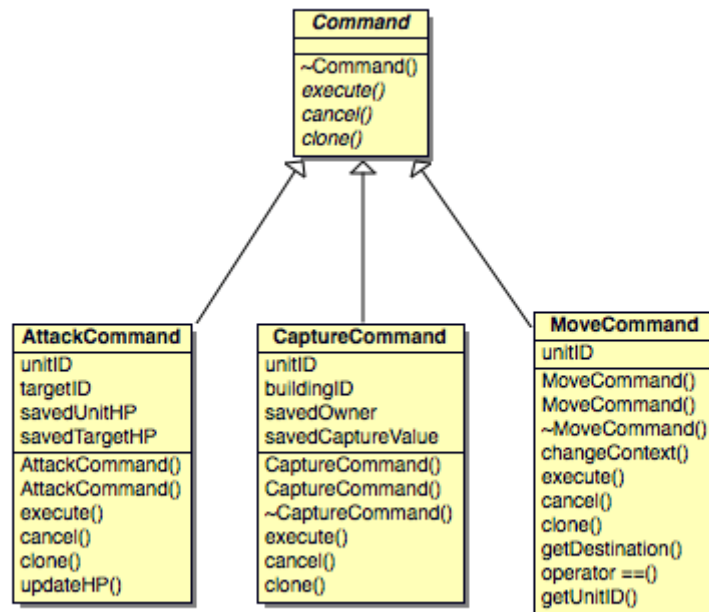 Command
~Command()
execute()
cancel()
clone()
AttackCommand
unitID
targetID
savedUnitHP
savedTargetHP
AttackCommand()
AttackCommand()
execute()
cancel()
clone()
updateHP()
CaptureCommand
unitID
buildingID
savedOwner
savedCaptureValue
CaptureCommand()
CaptureCommand()
~CaptureCommand()
execute()
cancel()
clone()
MoveCommand
unitID
MoveCommand()
MoveCommand()
~MoveCommand()
changeContext()
execute()
cancel()
clone()
getDestination()
operator ==()
getUnitID()